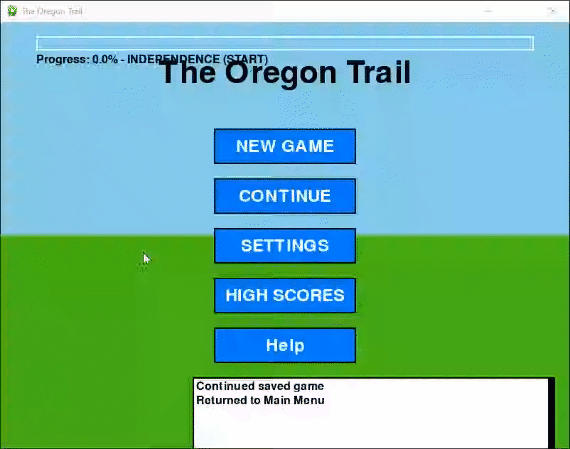 The Oregon Trail
Progress: 0.0% - INDEPENDENCE (START)
The Oregon Trail
NEW GAME
CONTINUE
SETTINGS
HIGH SCORES
Help
Continued saved game
Returned to Main Menu